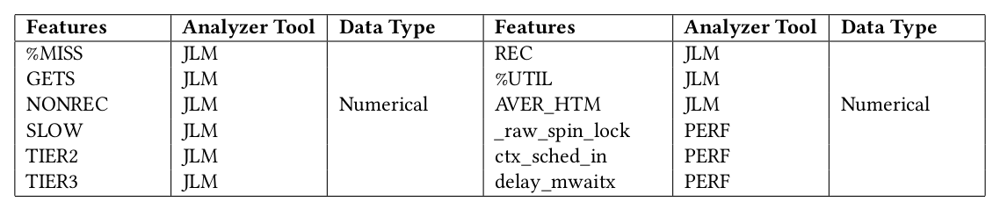 Features Analyzer Tool Data Type Features Analyzer Tool Data Type
%MISS JLM REC JLM
GETS JLM %UTIL JLM
NONREC JLM Numerical AVER_HTM JLM Numerical
SLOW JLM _raw_spin_lock PERF
TIER2 JLM ctx_sched_in PERF
TIER3 JLM delay_mwaitx PERF